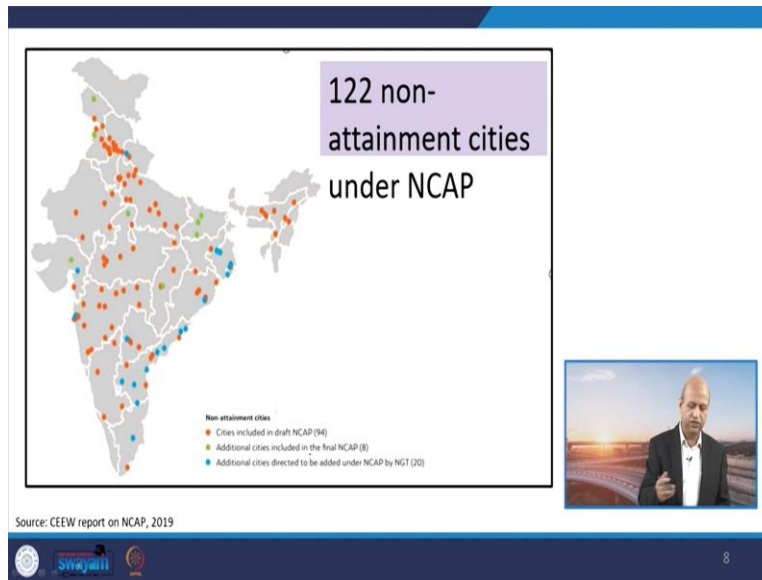 122 non-
attainment cities
under NCAP
Non-attainment cities
Cities included in draft NCAP (94)
Additional cities included in the final NCAP (8)
Additional cities directed to be added under NCAP by NGT (20)
Source: CEEW report on NCAP, 2019
swayam
8